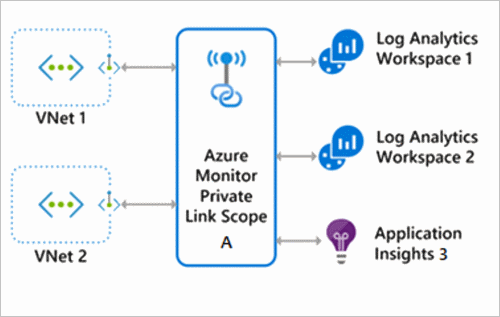 VNet 1
VNet 2
Azure
Monitor
Private
Link Scope
A
Log Analytics
Workspace 1
Log Analytics
Workspace 2
Application
Insights 3